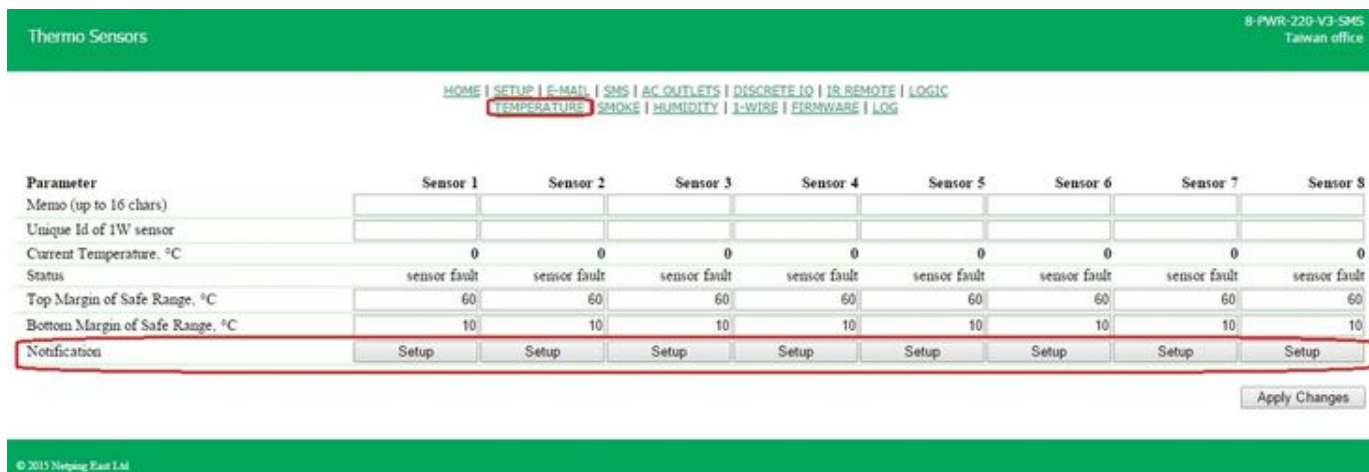 Thermo Sensors
8-PWR-220-V3-SMS
Taiwan office
HOME | SETUP | E-MAIL | SMS | AC OUTLETS | DISCRETE IO | IR REMOTE | LOGIC
TEMPERATURE | SMOKE | HUMIDITY | 1-WIRE | FIRMWARE | LOG
Parameter Sensor 1 Sensor 2 Sensor 3 Sensor 4 Sensor 5 Sensor 6 Sensor 7 Sensor 8
Memo (up to 16 chars)
Unique Id of 1W sensor
Current Temperature, °C 0 0 0 0 0 0 0 0
Status sensor fault sensor fault sensor fault sensor fault sensor fault sensor fault sensor fault sensor fault
Top Margin of Safe Range, °C 60 60 60 60 60 60 60 60
Bottom Margin of Safe Range, °C 10 10 10 10 10 10 10 10
Notification Setup Setup Setup Setup Setup Setup Setup Setup
Apply Changes
© 2015 Netping East Ltd